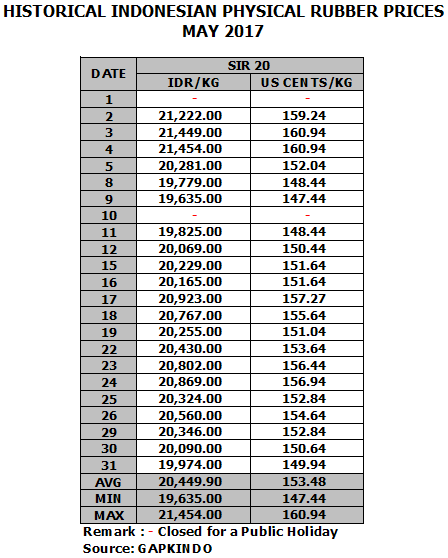 HISTORICAL INDONESIAN PHYSICAL RUBBER PRICES
MAY 2017
DATE SIR 20
IDR/KG US CENTS/KG
1 - -
2 21,222.00 159.24
3 21,449.00 160.94
4 21,454.00 160.94
5 20,281.00 152.04
8 19,779.00 148.44
9 19,635.00 147.44
10 - -
11 19,825.00 148.44
12 20,069.00 150.44
15 20,229.00 151.64
16 20,165.00 151.64
17 20,923.00 157.27
18 20,767.00 155.64
19 20,255.00 151.04
22 20,430.00 153.64
23 20,802.00 156.44
24 20,869.00 156.94
25 20,324.00 152.84
26 20,560.00 154.64
29 20,346.00 152.84
30 20,090.00 150.64
31 19,974.00 149.94
AVG 20,449.90 153.48
MIN 19,635.00 147.44
MAX 21,454.00 160.94
Remark : - Closed for a Public Holiday
Source: GAPKINDO